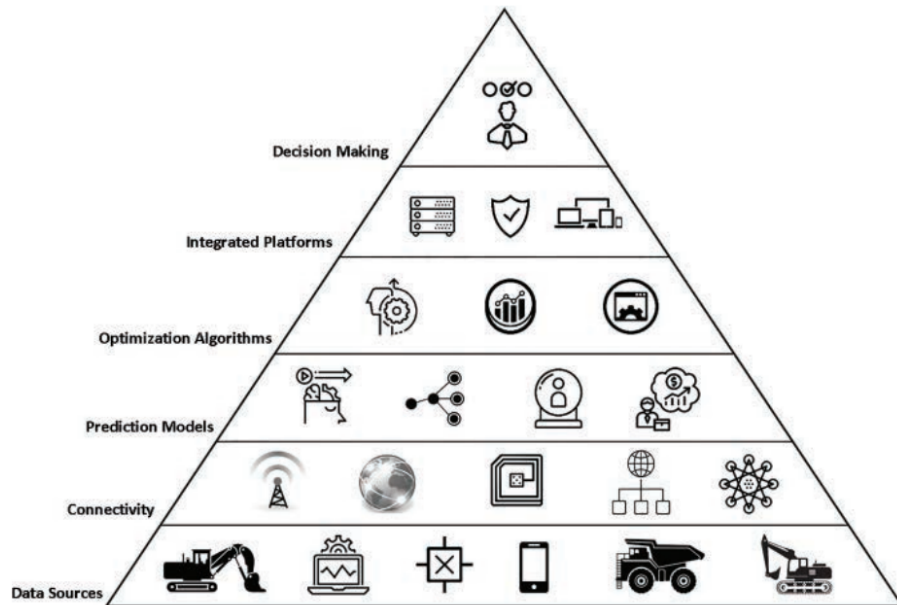 Decision Making
Integrated Platforms
Optimization Algorithms
Prediction Models
Connectivity
Data Sources